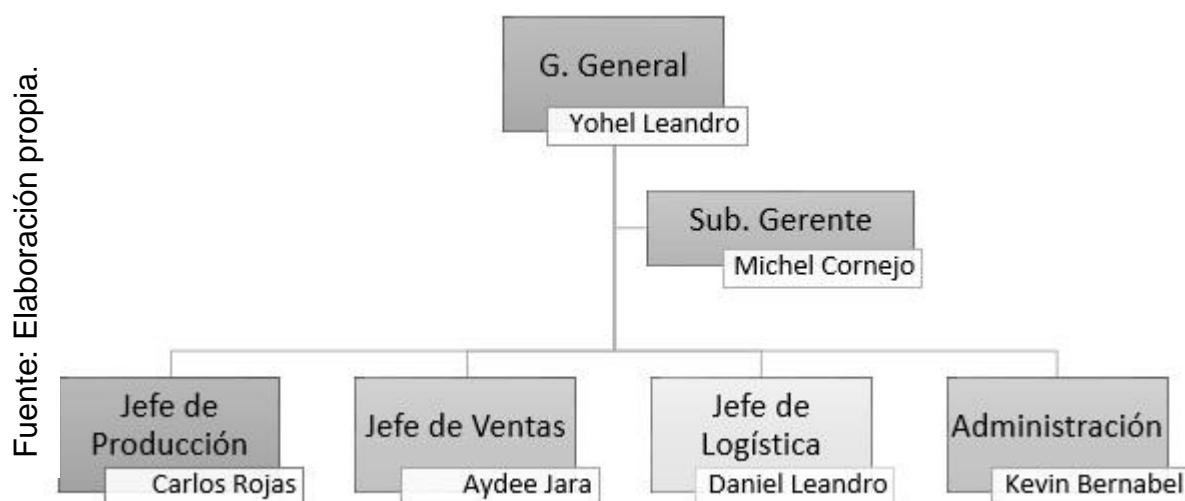 Fuente: Elaboración propia.
G. General
Yohel Leandro
Sub. Gerente
Michel Cornejo
Jefe de
Producción
Carlos Rojas
Jefe de Ventas
Aydee Jara
Jefe de
Logística
Daniel Leandro
Administración
Kevin Bernabel